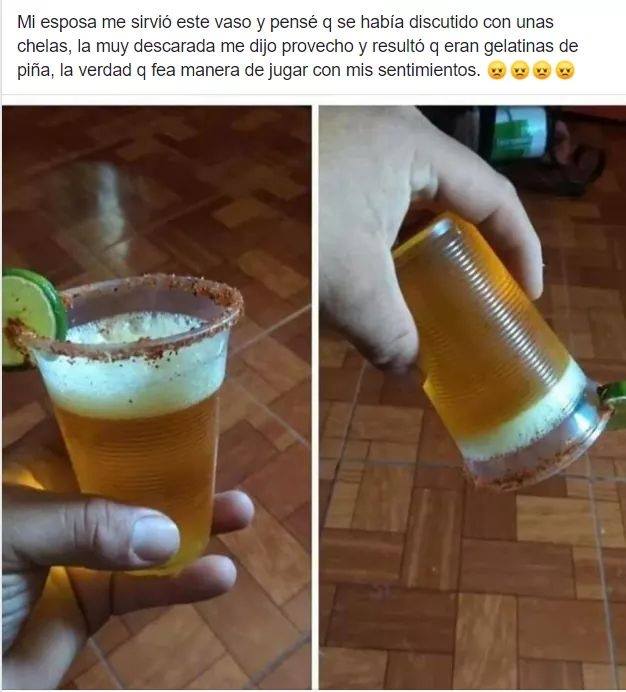 Mi esposa me sirvió este vaso y pensé q se había discutido con unas
chelas, la muy descarada me dijo provecho y resultó q eran gelatinas de
piña, la verdad q fea manera de jugar con mis sentimientos. 😠😠😠😠